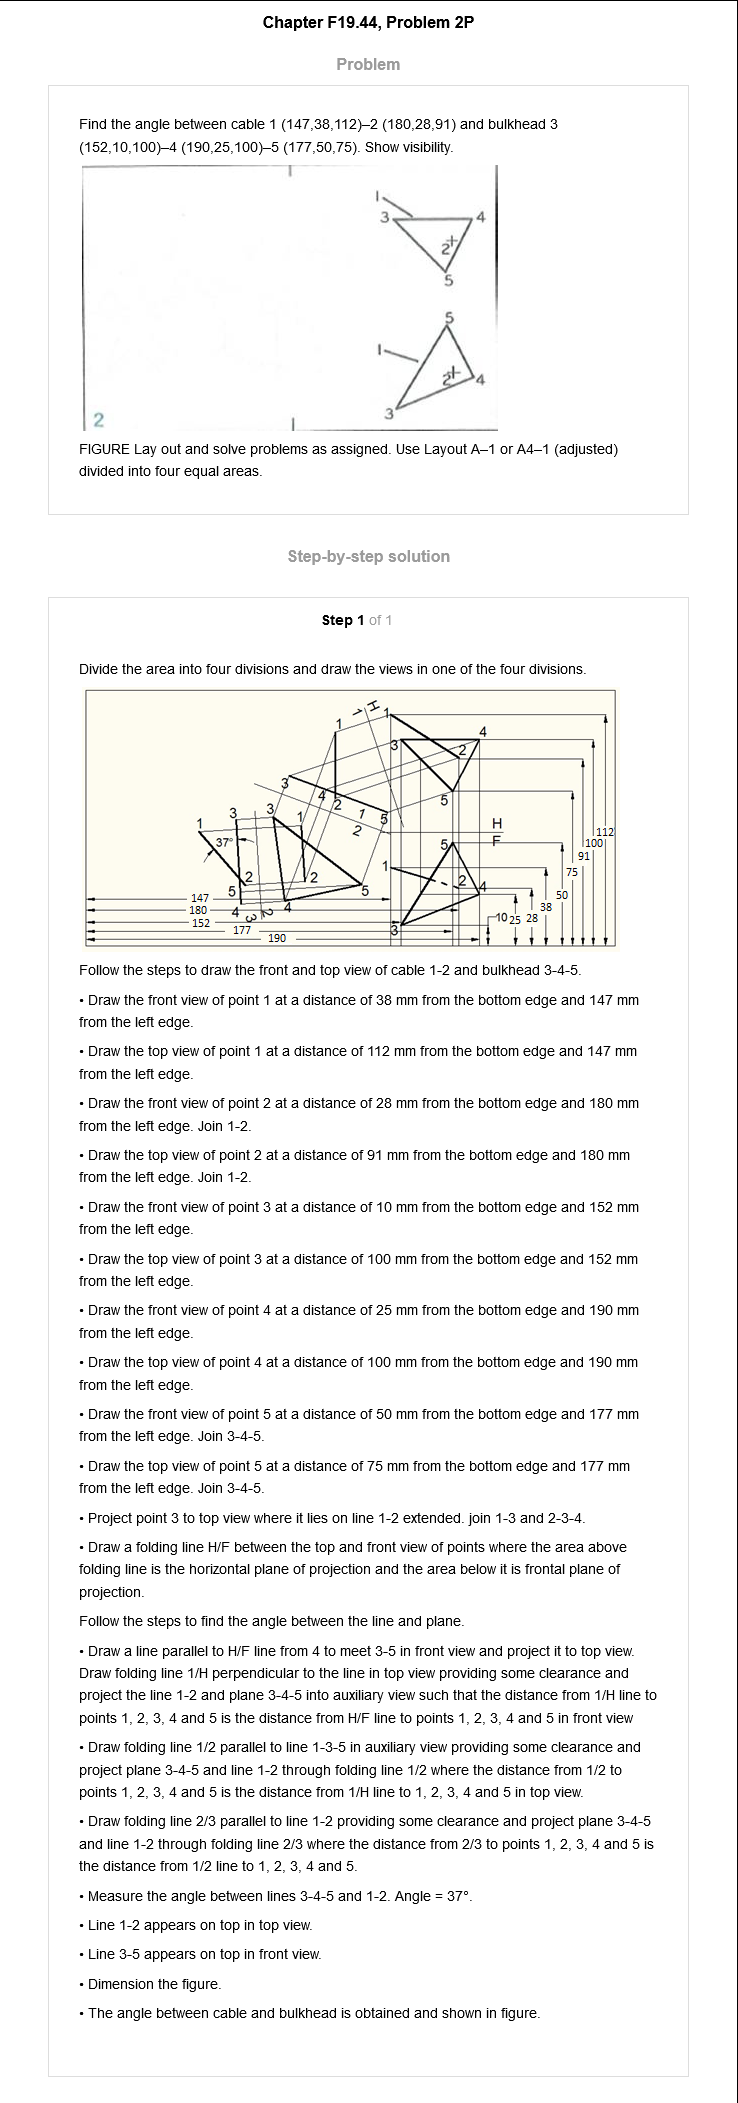 Chapter F19.44, Problem 2P
Problem
Find the angle between cable 1 (147,38,112)–2 (180,28,91) and bulkhead 3
(152,10,100)–4 (190,25,100)–5 (177,50,75). Show visibility.
1
3
4
2
5
5
1
2
4
3
2
FIGURE Lay out and solve problems as assigned. Use Layout A–1 or A4–1 (adjusted)
divided into four equal areas.
Step-by-step solution
Step 1 of 1
Divide the area into four divisions and draw the views in one of the four divisions.
1 H
1
1
4
3
2
3
4
2
1
5
5
2
H
F
1
3
3
1
37°
5
112
100
91
75
1
2
5
2
2
5
2
4
50
38
147
180
152
4
3 2
4
177
190
3
10 25 28
Follow the steps to draw the front and top view of cable 1-2 and bulkhead 3-4-5.
• Draw the front view of point 1 at a distance of 38 mm from the bottom edge and 147 mm
from the left edge.
• Draw the top view of point 1 at a distance of 112 mm from the bottom edge and 147 mm
from the left edge.
• Draw the front view of point 2 at a distance of 28 mm from the bottom edge and 180 mm
from the left edge. Join 1-2.
• Draw the top view of point 2 at a distance of 91 mm from the bottom edge and 180 mm
from the left edge. Join 1-2.
• Draw the front view of point 3 at a distance of 10 mm from the bottom edge and 152 mm
from the left edge.
• Draw the top view of point 3 at a distance of 100 mm from the bottom edge and 152 mm
from the left edge.
• Draw the front view of point 4 at a distance of 25 mm from the bottom edge and 190 mm
from the left edge.
• Draw the top view of point 4 at a distance of 100 mm from the bottom edge and 190 mm
from the left edge.
• Draw the front view of point 5 at a distance of 50 mm from the bottom edge and 177 mm
from the left edge. Join 3-4-5.
• Draw the top view of point 5 at a distance of 75 mm from the bottom edge and 177 mm
from the left edge. Join 3-4-5.
• Project point 3 to top view where it lies on line 1-2 extended. join 1-3 and 2-3-4.
• Draw a folding line H/F between the top and front view of points where the area above
folding line is the horizontal plane of projection and the area below it is frontal plane of
projection.
Follow the steps to find the angle between the line and plane.
• Draw a line parallel to H/F line from 4 to meet 3-5 in front view and project it to top view.
Draw folding line 1/H perpendicular to the line in top view providing some clearance and
project the line 1-2 and plane 3-4-5 into auxiliary view such that the distance from 1/H line to
points 1, 2, 3, 4 and 5 is the distance from H/F line to points 1, 2, 3, 4 and 5 in front view
• Draw folding line 1/2 parallel to line 1-3-5 in auxiliary view providing some clearance and
project plane 3-4-5 and line 1-2 through folding line 1/2 where the distance from 1/2 to
points 1, 2, 3, 4 and 5 is the distance from 1/H line to 1, 2, 3, 4 and 5 in top view.
• Draw folding line 2/3 parallel to line 1-2 providing some clearance and project plane 3-4-5
and line 1-2 through folding line 2/3 where the distance from 2/3 to points 1, 2, 3, 4 and 5 is
the distance from 1/2 line to 1, 2, 3, 4 and 5.
• Measure the angle between lines 3-4-5 and 1-2. Angle = 37°.
• Line 1-2 appears on top in top view.
• Line 3-5 appears on top in front view.
• Dimension the figure.
• The angle between cable and bulkhead is obtained and shown in figure.